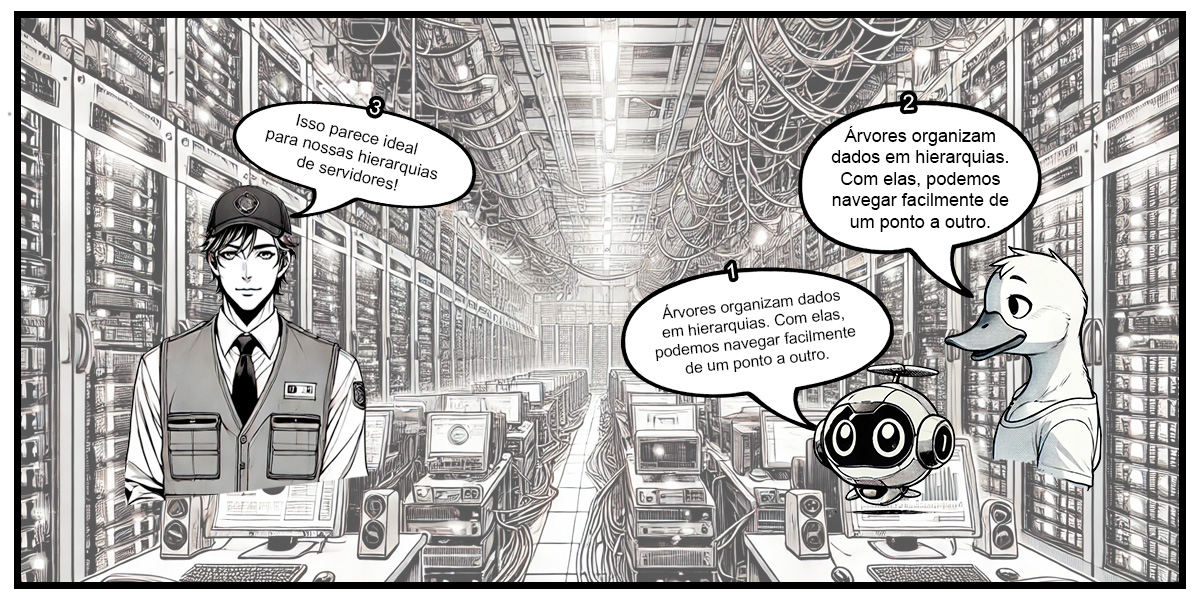 1
Árvores organizam dados
em hierarquias. Com elas,
podemos navegar facilmente
de um ponto a outro.
2
Árvores organizam
dados em hierarquias.
Com elas, podemos
navegar facilmente de
um ponto a outro.
3
Isso parece ideal
para nossas hierarquias
de servidores!